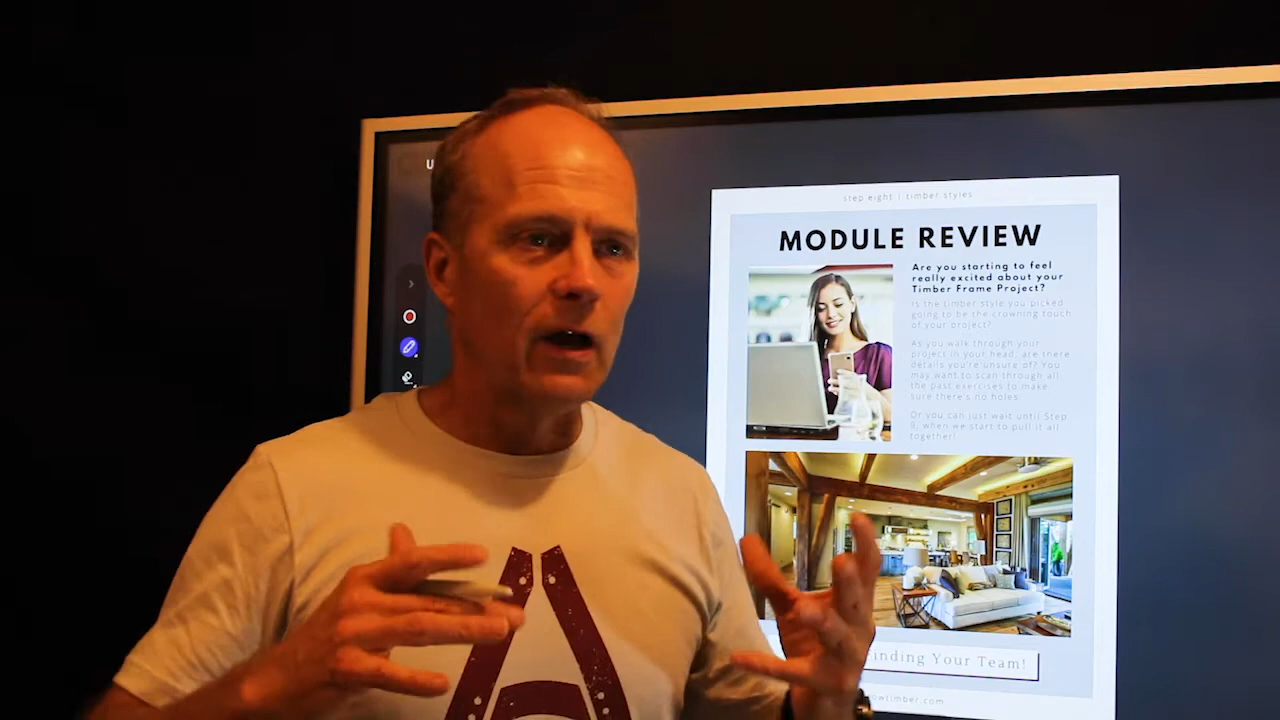 step eight | timber styles
MODULE REVIEW
Are you starting to feel
really excited about your
Timber Frame Project?
Is the timber style you picked
going to be the crowning touch
of your project?
As you walk through your
project in your head, are there
details you're unsure of? You
may want to scan through all
the past exercises to make
sure there's no holes
Or you can just wait until Step
9, when we start to pull it all
together!
Finding Your Team!